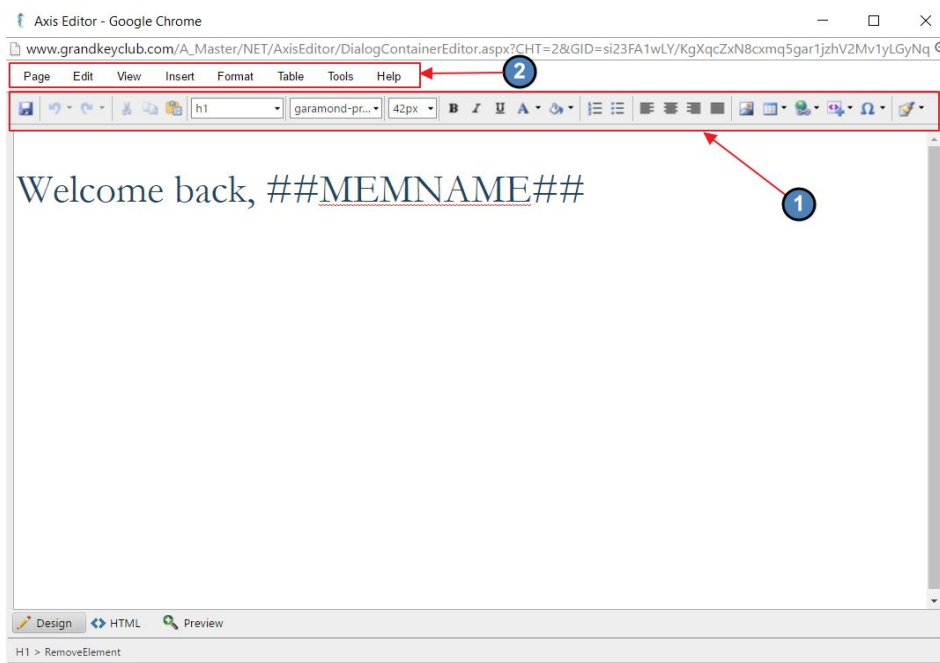 Axis Editor - Google Chrome
www.grandkeyclub.com/A_Master/NET/AxisEditor/DialogContainerEditor.aspx?CHT=2&GID=si23FA1wLY/KgXqcZxN8cxmq5gar1jzhV2Mv1yLGyNq
Page Edit View Insert Format Table Tools Help
2
h1 garamond-pr... 42px B I U A Ω
1
Welcome back, ##MEMNAME##
Design HTML Preview
H1 > RemoveElement